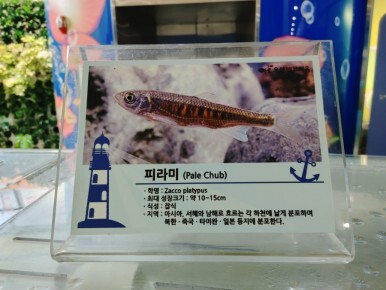 피라미 (Pale Chub)
· 학명 : Zacco platypus
· 최대 성장크기 : 약 10~15cm
· 식성 : 잡식
· 지역 : 아시아, 서해와 남해로 흐르는 각 하천에 넓게 분포하며
북한 · 중국 · 타이완 · 일본 등지에 분포한다.